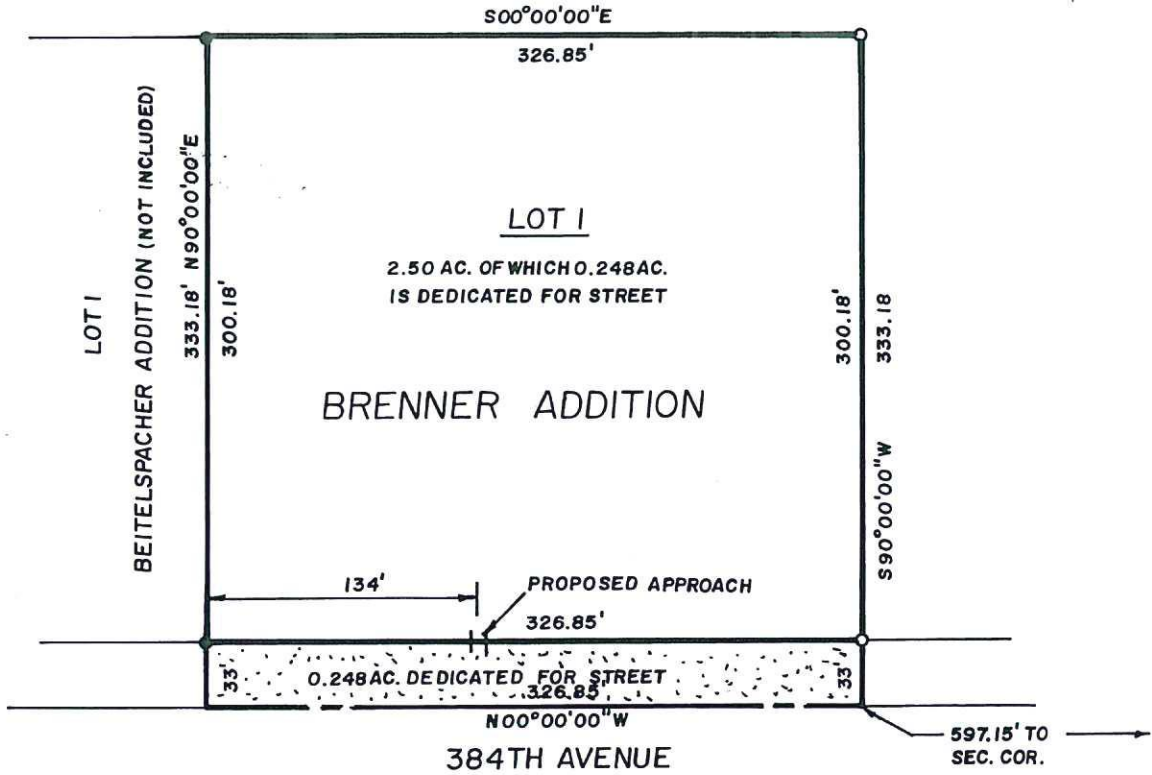 S00°00'00"E
326.85'
LOT 1
BEITELSPACHER ADDITION (NOT INCLUDED)
333.18' N90°00'00"E
300.18'
LOT 1
2.50 AC. OF WHICH 0.248AC.
IS DEDICATED FOR STREET
BRENNER ADDITION
300.18'
333.18
S90°00'00"W
134'
PROPOSED APPROACH
326.85'
33'
0.248AC. DEDICATED FOR STREET
326.85'
33'
N00°00'00"W
384TH AVENUE
597.15' TO
SEC. COR.